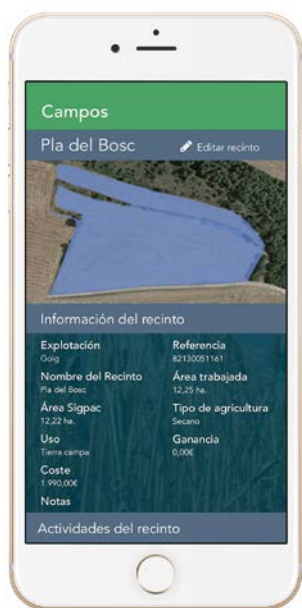 Campos
Pla del Bosc
Editar recinto
Información del recinto
Explotación
Goig
Referencia
82130051161
Nombre del Recinto
Pla del Bosc
Área trabajada
12,25 ha.
Área Sigpac
12,22 ha.
Tipo de agricultura
Secano
Uso
Tierra campa
Ganancia
0,00€
Coste
1.990,00€
Notas
Actividades del recinto